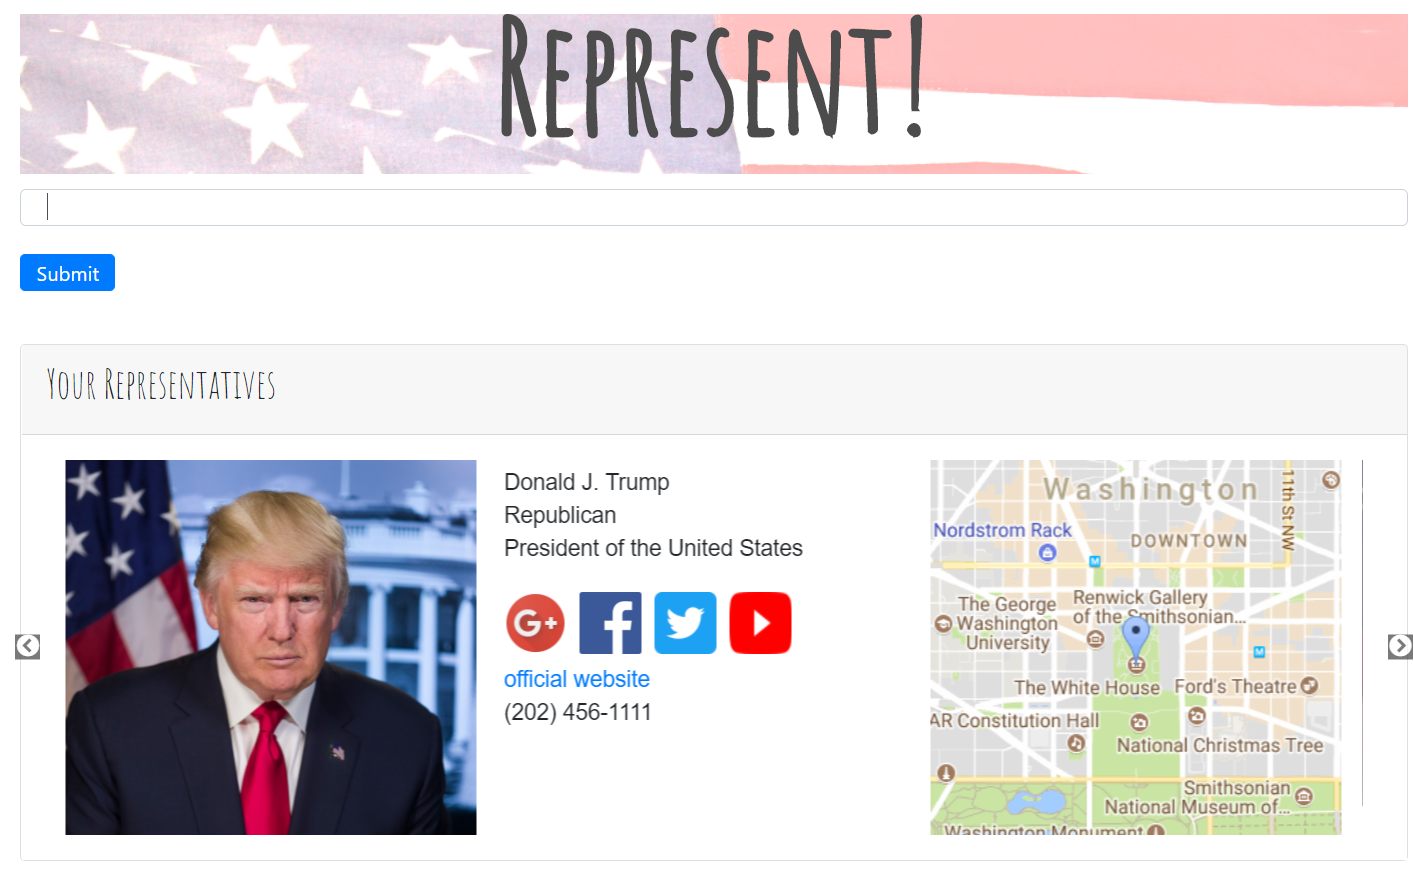 REPRESENT!
Submit
YOUR REPRESENTATIVES
Donald J. Trump
Republican
President of the United States
G+
f
official website
(202) 456-1111
Washington
11th St NW
Nordstrom Rack
DOWNTOWN
M
The George
Washington
University
Renwick Gallery
of the Smithsonian...
M
The White House
Ford's Theatre
AR Constitution Hall
National Christmas Tree
Smithsonian
National Museum of...
Washington Monument